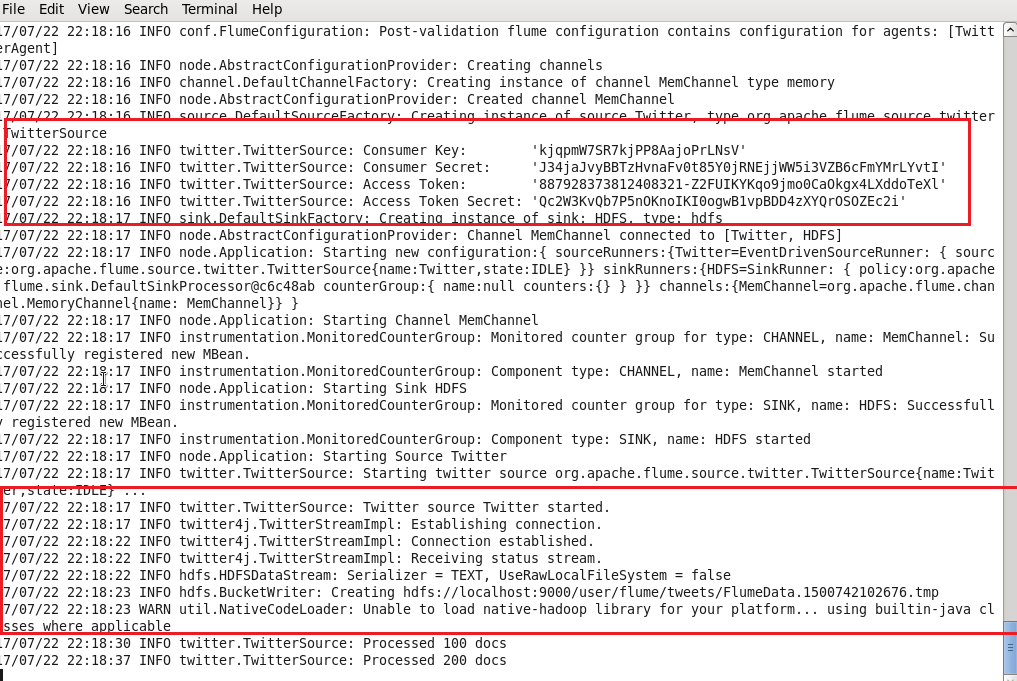 File Edit View Search Terminal Help
17/07/22 22:18:16 INFO conf.FlumeConfiguration: Post-validation flume configuration contains configuration for agents: [Twitt
erAgent]
17/07/22 22:18:16 INFO node.AbstractConfigurationProvider: Creating channels
17/07/22 22:18:16 INFO channel.DefaultChannelFactory: Creating instance of channel MemChannel type memory
17/07/22 22:18:16 INFO node.AbstractConfigurationProvider: Created channel MemChannel
17/07/22 22:18:16 INFO source.DefaultSourceFactory: Creating instance of source Twitter, type org.apache.flume.source.twitter
TwitterSource
17/07/22 22:18:16 INFO twitter.TwitterSource: Consumer Key: 'kjqpmW7SR7kjPP8AajoPrLNsV'
17/07/22 22:18:16 INFO twitter.TwitterSource: Consumer Secret: 'J34jaJvyBBTzHvnaFv0t85Y0jRNEjjWW5i3VZB6cFmYMrLYvtI'
17/07/22 22:18:16 INFO twitter.TwitterSource: Access Token: '887928373812408321-Z2FUIKYKqo9jmo0CaOkgx4LXddoTeXl'
17/07/22 22:18:16 INFO twitter.TwitterSource: Access Token Secret: 'Qc2W3KvQb7P5nOKnoIKI0ogwB1vpBDD4zXYQrOSOZEc2i'
17/07/22 22:18:17 INFO sink.DefaultSinkFactory: Creating instance of sink: HDFS, type: hdfs
17/07/22 22:18:17 INFO node.AbstractConfigurationProvider: Channel MemChannel connected to [Twitter, HDFS]
17/07/22 22:18:17 INFO node.Application: Starting new configuration:{ sourceRunners:{Twitter=EventDrivenSourceRunner: { sourc
e:org.apache.flume.source.twitter.TwitterSource{name:Twitter,state:IDLE} }} sinkRunners:{HDFS=SinkRunner: { policy:org.apache
flume.sink.DefaultSinkProcessor@c6c48ab counterGroup:{ name:null counters:{} } }} channels:{MemChannel=org.apache.flume.chan
nel.MemoryChannel{name: MemChannel}} }
17/07/22 22:18:17 INFO node.Application: Starting Channel MemChannel
17/07/22 22:18:17 INFO instrumentation.MonitoredCounterGroup: Monitored counter group for type: CHANNEL, name: MemChannel: Su
ccessfully registered new MBean.
17/07/22 22:18:17 INFO instrumentation.MonitoredCounterGroup: Component type: CHANNEL, name: MemChannel started
17/07/22 22:18:17 INFO node.Application: Starting Sink HDFS
17/07/22 22:18:17 INFO instrumentation.MonitoredCounterGroup: Monitored counter group for type: SINK, name: HDFS: Successfull
y registered new MBean.
17/07/22 22:18:17 INFO instrumentation.MonitoredCounterGroup: Component type: SINK, name: HDFS started
17/07/22 22:18:17 INFO node.Application: Starting Source Twitter
17/07/22 22:18:17 INFO twitter.TwitterSource: Starting twitter source org.apache.flume.source.twitter.TwitterSource{name:Twit
er,state:IDLE} ...
7/07/22 22:18:17 INFO twitter.TwitterSource: Twitter source Twitter started.
7/07/22 22:18:17 INFO twitter4j.TwitterStreamImpl: Establishing connection.
7/07/22 22:18:22 INFO twitter4j.TwitterStreamImpl: Connection established.
7/07/22 22:18:22 INFO twitter4j.TwitterStreamImpl: Receiving status stream.
7/07/22 22:18:22 INFO hdfs.HDFSDataStream: Serializer = TEXT, UseRawLocalFileSystem = false
7/07/22 22:18:23 INFO hdfs.BucketWriter: Creating hdfs://localhost:9000/user/flume/tweets/FlumeData.1500742102676.tmp
7/07/22 22:18:23 WARN util.NativeCodeLoader: Unable to load native-hadoop library for your platform... using builtin-java cl
sses where applicable
17/07/22 22:18:30 INFO twitter.TwitterSource: Processed 100 docs
17/07/22 22:18:37 INFO twitter.TwitterSource: Processed 200 docs